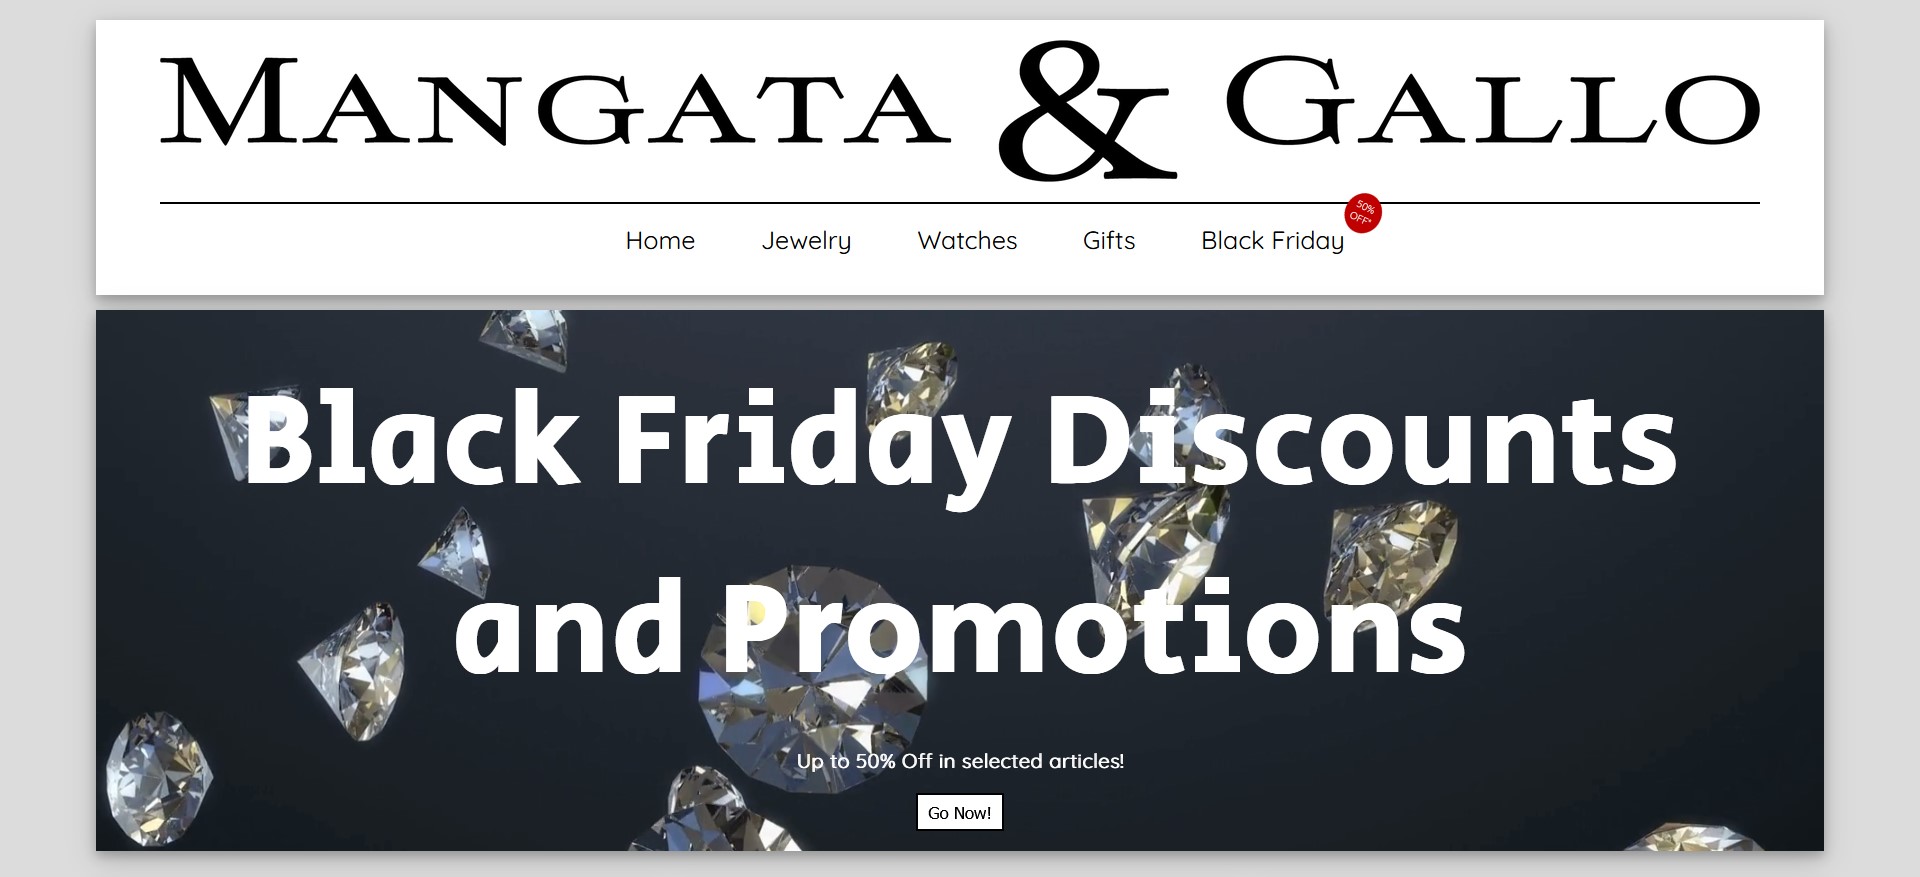 MANGATA & GALLO
Home Jewelry Watches Gifts Black Friday
50%
OFF*
Black Friday Discounts
and Promotions
Up to 50% Off in selected articles!
Go Now!